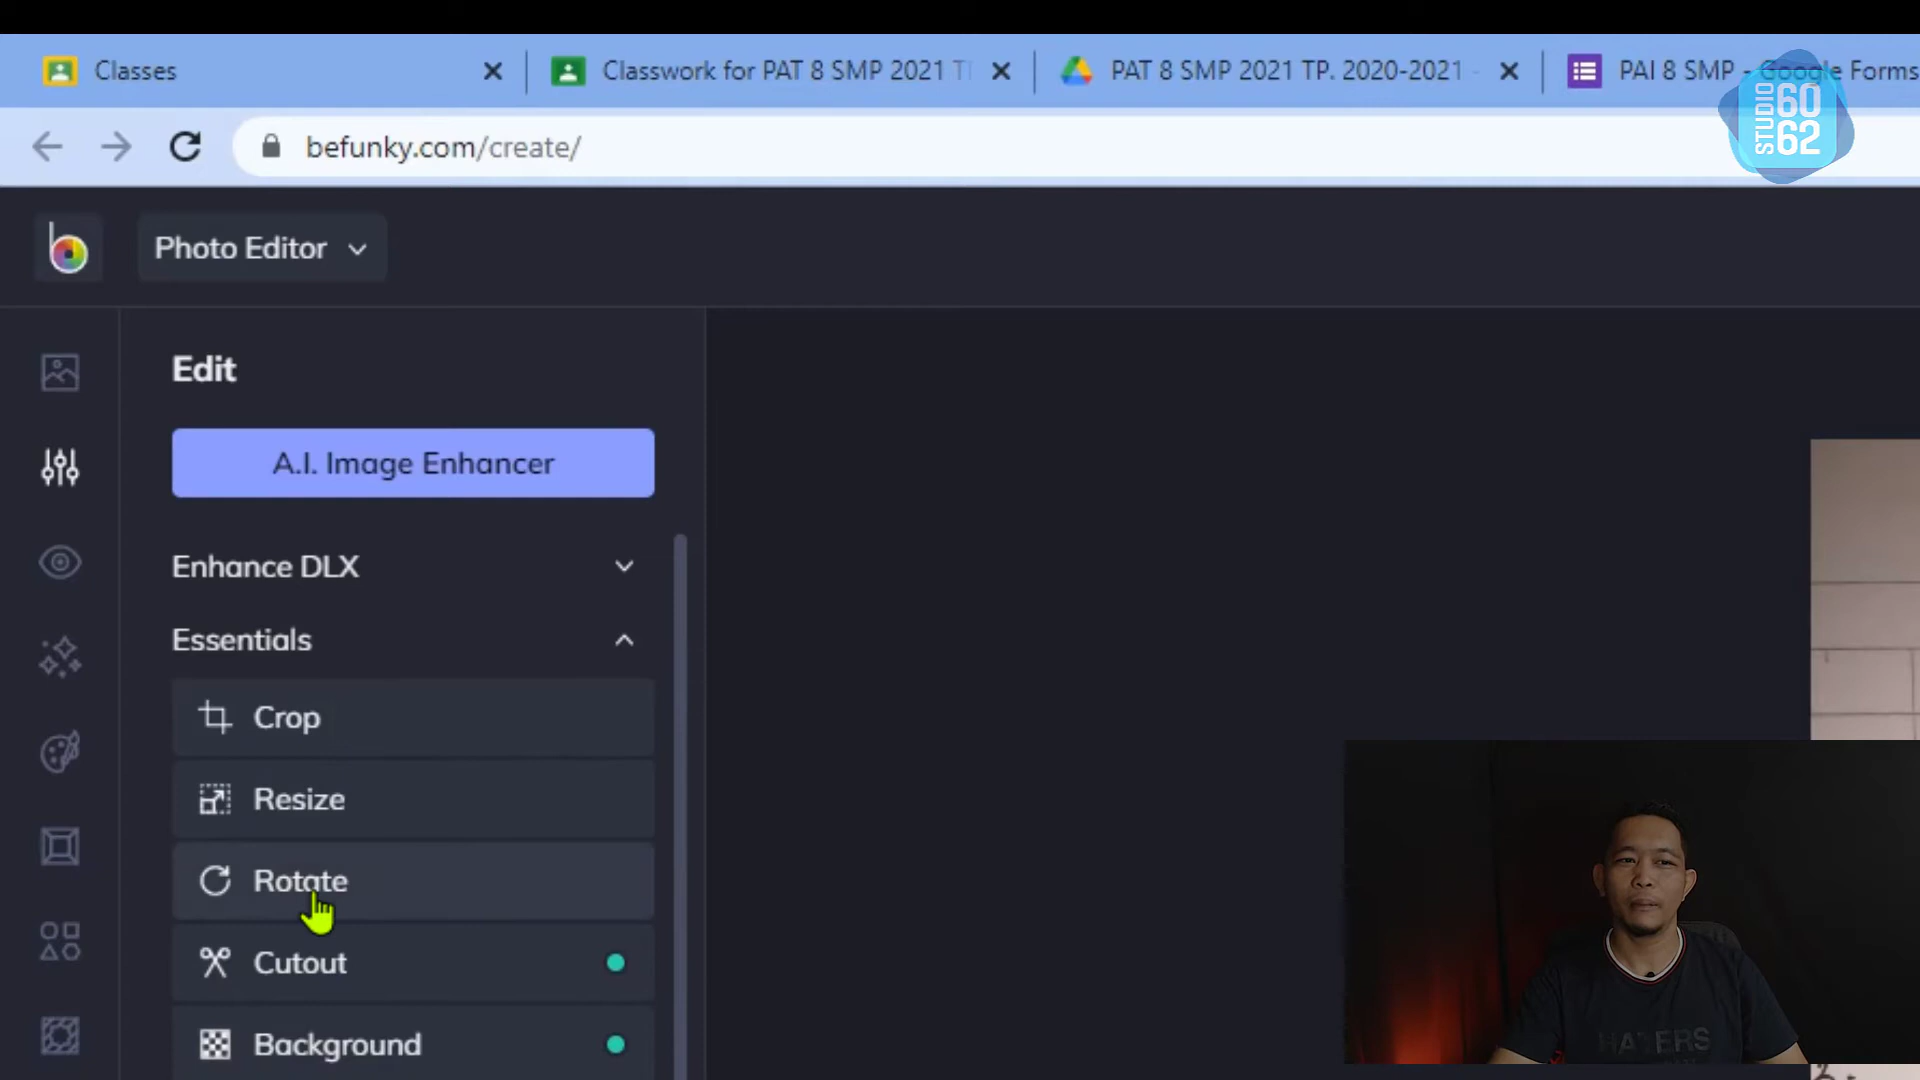 Classes
Classwork for PAT 8 SMP 2021
PAT 8 SMP 2021 TP. 2020-2021 -
PAI 8 SMP - Google Forms
STUDIO 60 62
befunky.com/create/
Photo Editor
Edit
A.I. Image Enhancer
Enhance DLX
Essentials
Crop
Resize
Rotate
Cutout
Background
HATERS